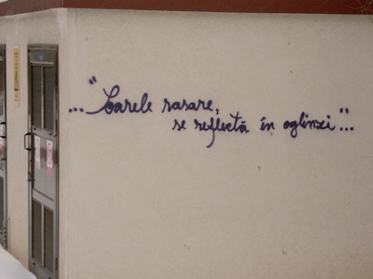 ..."Soarele rasare,
se reflectă în oglinzi"...